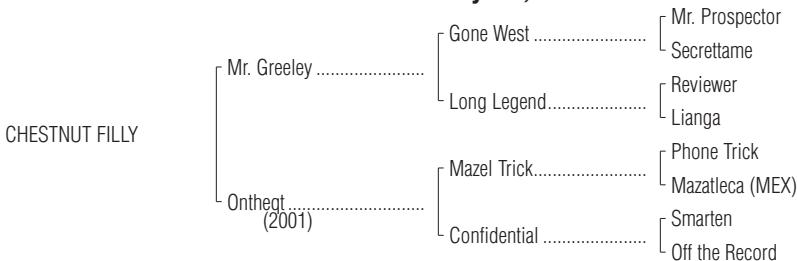 Mr. Prospector
Gone West ........................
Secrettame
Mr. Greeley .......................
Reviewer
Long Legend.....................
Lianga
CHESTNUT FILLY
Phone Trick
Mazel Trick........................
Mazatleca (MEX)
Onthegt .............................
(2001)
Smarten
Confidential ......................
Off the Record